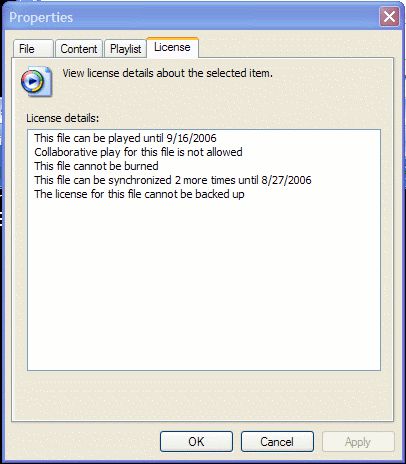 Properties
File Content Playlist License
View license details about the selected item.
License details:
This file can be played until 9/16/2006
Collaborative play for this file is not allowed
This file cannot be burned
This file can be synchronized 2 more times until 8/27/2006
The license for this file cannot be backed up
OK Cancel Apply